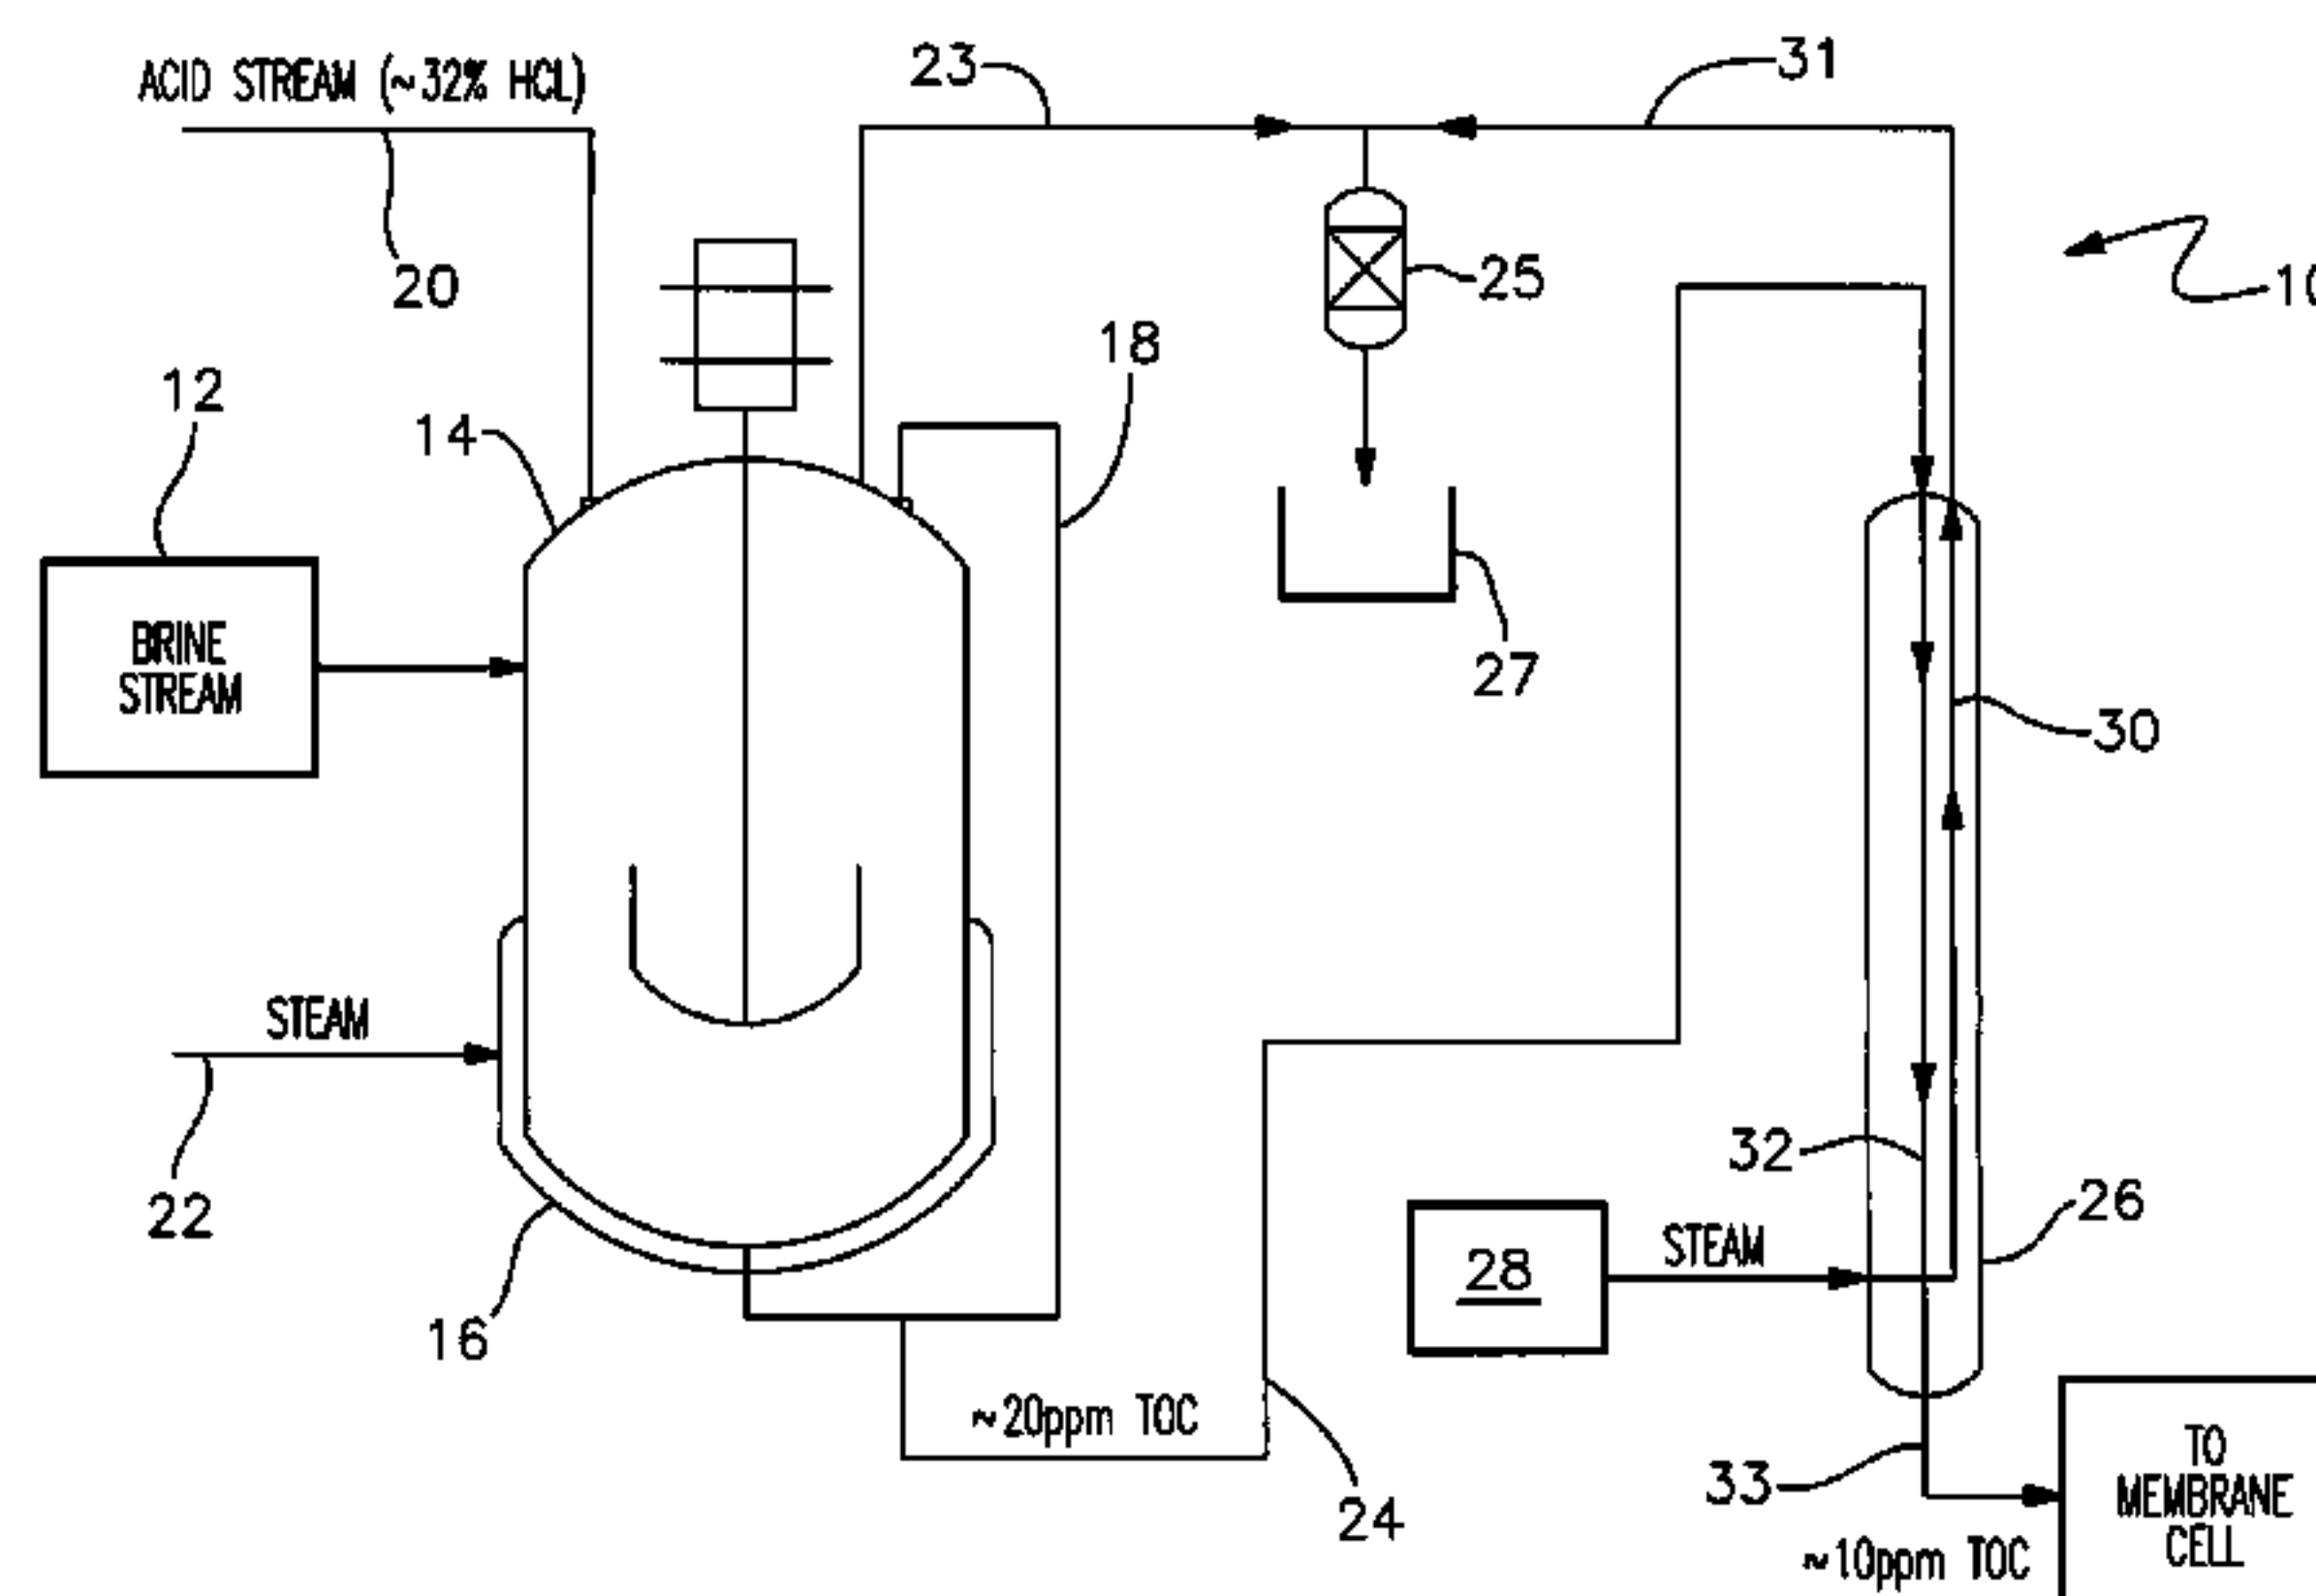 ACID STREAM (~32% HCL)
23
31
20
25
10
18
12
14
BRINE
STREAM
27
30
STEAM
22
16
32
26
28
STEAM
~20ppm TOC
24
33
TO
MEMBRANE
CELL
~10ppm TOC